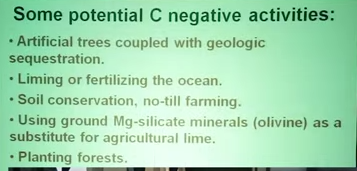 Some potential C negative activities:
• Artificial trees coupled with geologic
sequestration.
• Liming or fertilizing the ocean.
• Soil conservation, no-till farming.
• Using ground Mg-silicate minerals (olivine) as a
substitute for agricultural lime.
• Planting forests.